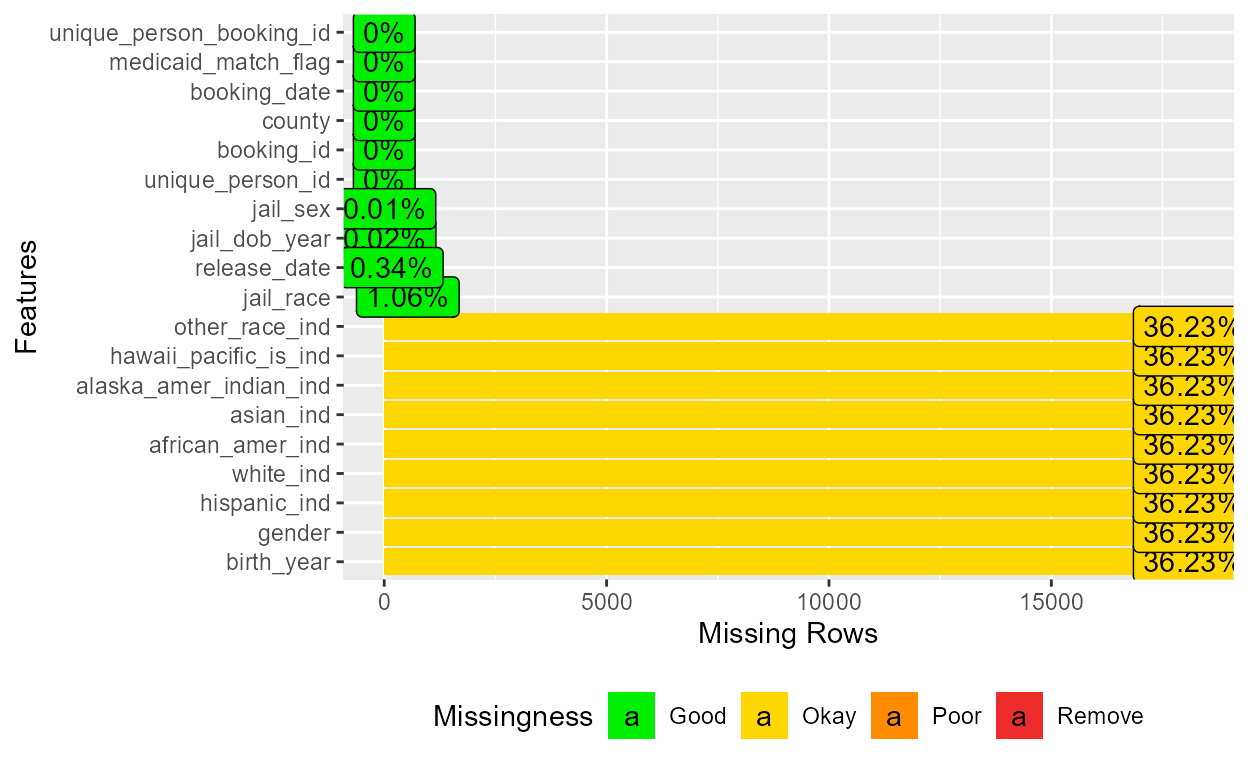 Features
unique_person_booking_id 0%
medicaid_match_flag 0%
booking_date 0%
county 0%
booking_id 0%
unique_person_id 0%
jail_sex 0.01%
jail_dob_year 0.02%
release_date 0.34%
jail_race 1.06%
other_race_ind 36.23%
hawaii_pacific_is_ind 36.23%
alaska_amer_indian_ind 36.23%
asian_ind 36.23%
african_amer_ind 36.23%
white_ind 36.23%
hispanic_ind 36.23%
gender 36.23%
birth_year 36.23%
0 5000 10000 15000
Missing Rows
Missingness a Good a Okay a Poor a Remove